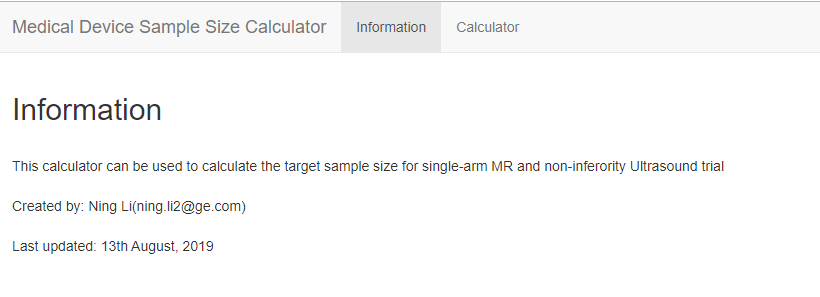 Medical Device Sample Size Calculator Information Calculator
Information
This calculator can be used to calculate the target sample size for single-arm MR and non-inferority Ultrasound trial
Created by: Ning Li(ning.li2@ge.com)
Last updated: 13th August, 2019